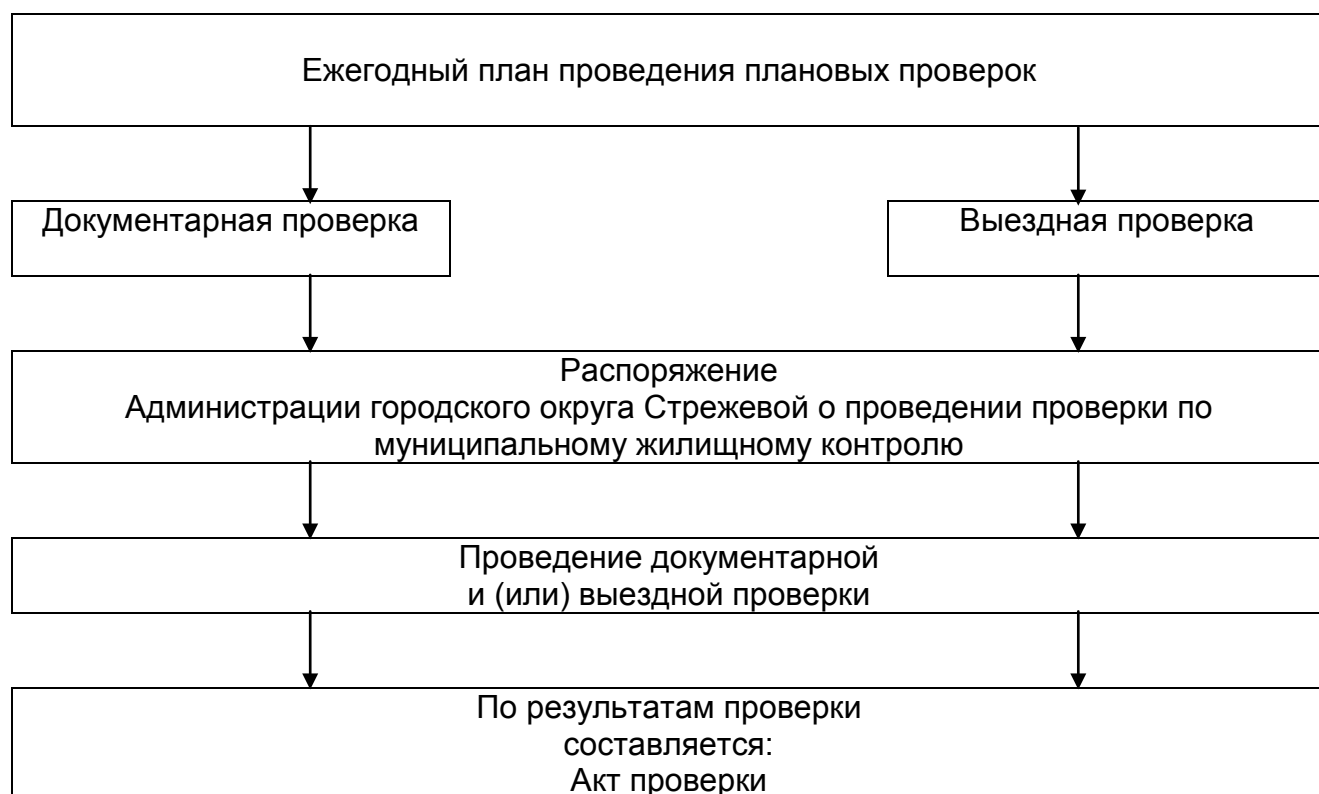 Ежегодный план проведения плановых проверок
Документарная проверка
Выездная проверка
Распоряжение
Администрации городского округа Стрежевой о проведении проверки по
муниципальному жилищному контролю
Проведение документарной
и (или) выездной проверки
По результатам проверки
составляется:
Акт проверки